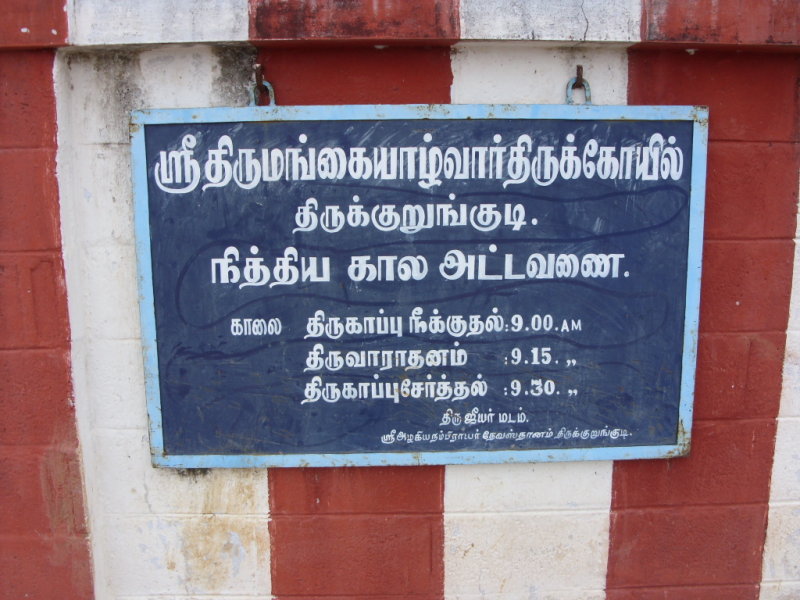 ஸ்ரீ திருமங்கையாழ்வார்திருக்கோயில்
திருக்குறுங்குடி.
நித்திய கால அட்டவணை.
காலை திருகாப்பு நீக்குதல்:9.00.AM
திருவாராதனம் :9.15.,,
திருகாப்புசேர்த்தல் :9.30.,,
திரு ஜீயர் மடம்.
ஸ்ரீ அழகியநம்பிராயர் தேவஸ்தானம் திருக்குறுங்குடி.